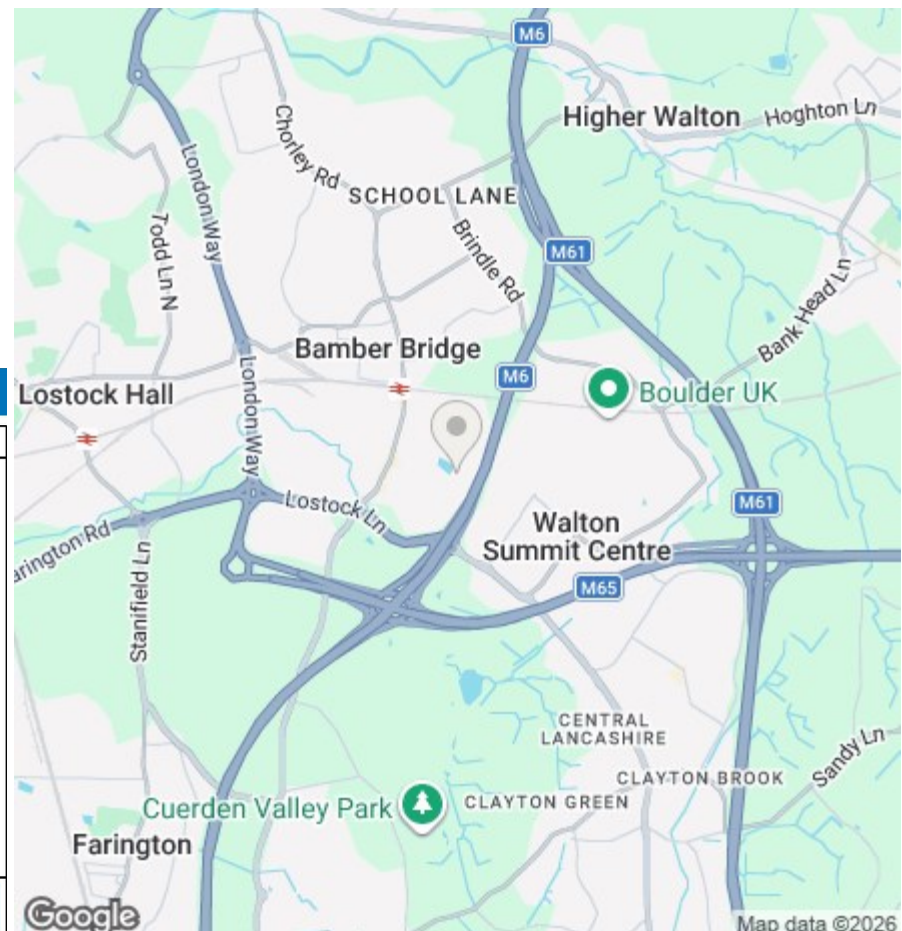 M6
Higher Walton
Hoghton Ln
Chorley Rd
London Way
SCHOOL LANE
Todd Ln N
Brindle Rd
M61
Bank Head Ln
Bamber Bridge
M6
Boulder UK
Lostock Hall
London Way
Lostock Ln
M61
Walton
Summit Centre
arington Rd
Stanifield Ln
M65
CENTRAL
LANCASHIRE
CLAYTON BROOK
Sandy Ln
Cuerden Valley Park
CLAYTON GREEN
Farington
Google
Map data ©2026